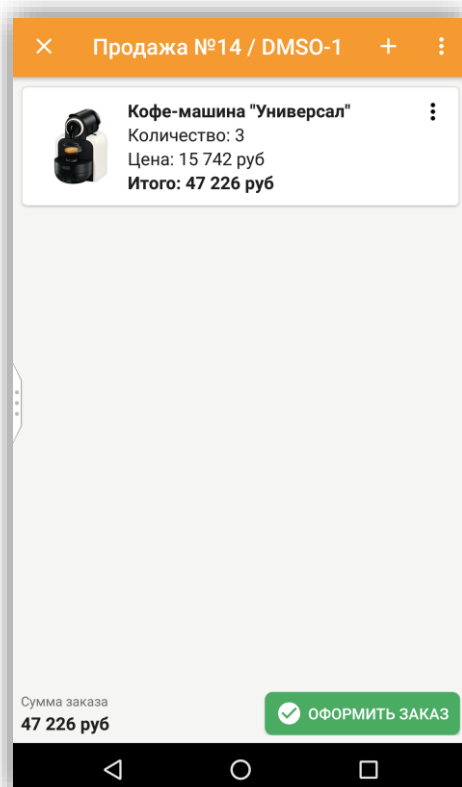 Продажа №14 / DMSO-1
Кофе-машина "Универсал"
Количество: 3
Цена: 15 742 руб
Итого: 47 226 руб
Сумма заказа
47 226 руб
ОФОРМИТЬ ЗАКАЗ